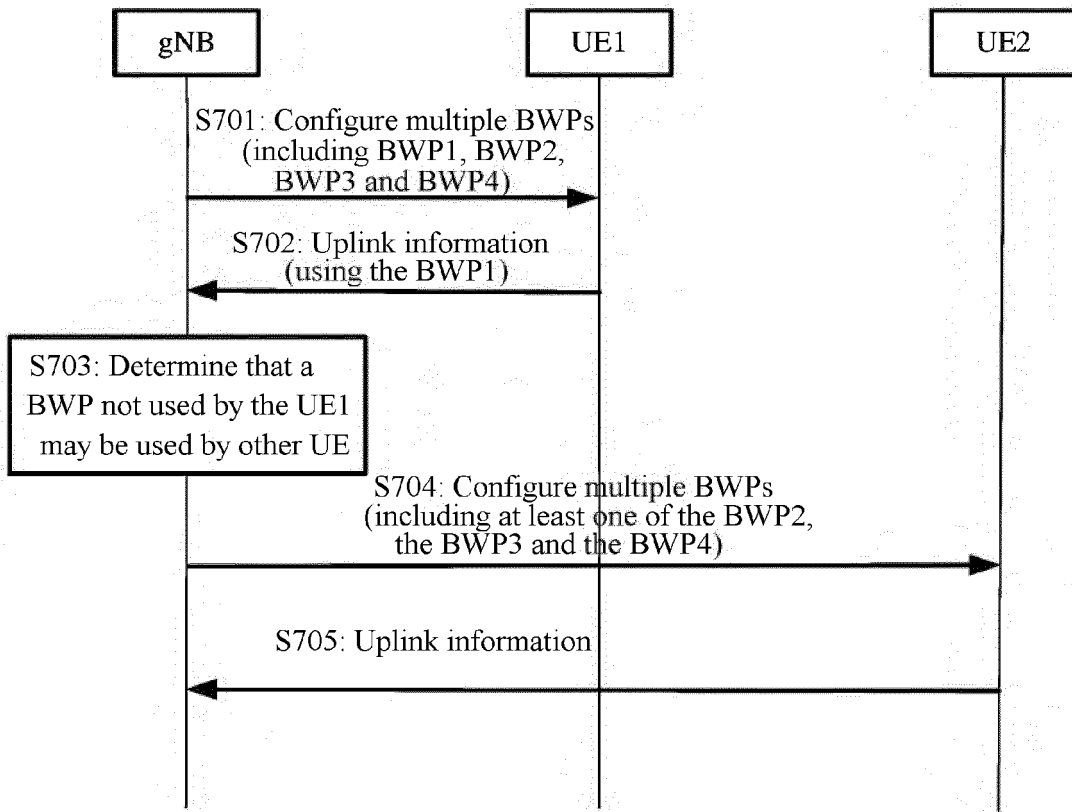 gNB
UE1
UE2
S701: Configure multiple BWPs
(including BWP1, BWP2,
BWP3 and BWP4)
S702: Uplink information
(using the BWP1)
S703: Determine that a
BWP not used by the UE1
may be used by other UE
S704: Configure multiple BWPs
(including at least one of the BWP2,
the BWP3 and the BWP4)
S705: Uplink information